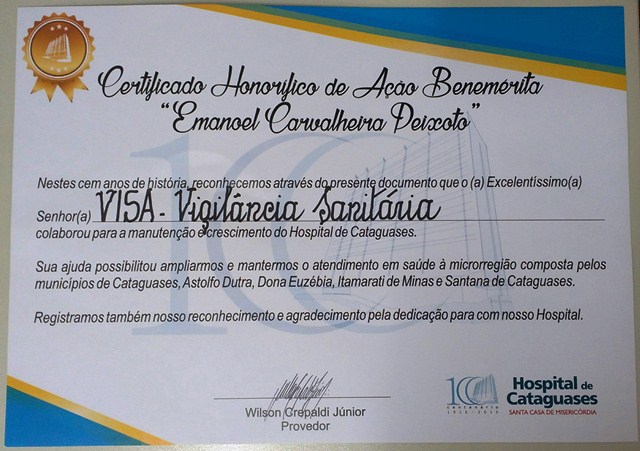 Certificado Honorífico de Ação Benemérita
"Emanoel Carvalheira Peixoto"
Nestes cem anos de história, reconhecemos através do presente documento que o (a) Excelentíssimo(a)
Senhor(a) VISA - Vigilância Sanitária
colaborou para a manutenção e crescimento do Hospital de Cataguases.
Sua ajuda possibilitou ampliarmos e mantermos o atendimento em saúde à microrregião composta pelos
municípios de Cataguases, Astolfo Dutra, Dona Euzébia, Itamarati de Minas e Santana de Cataguases.
Registramos também nosso reconhecimento e agradecimento pela dedicação para com nosso Hospital.
Wilson Crepaldi Júnior
Provedor
100
centenário
Hospital de
Cataguases
SANTA CASA DE MISERICÓRDIA